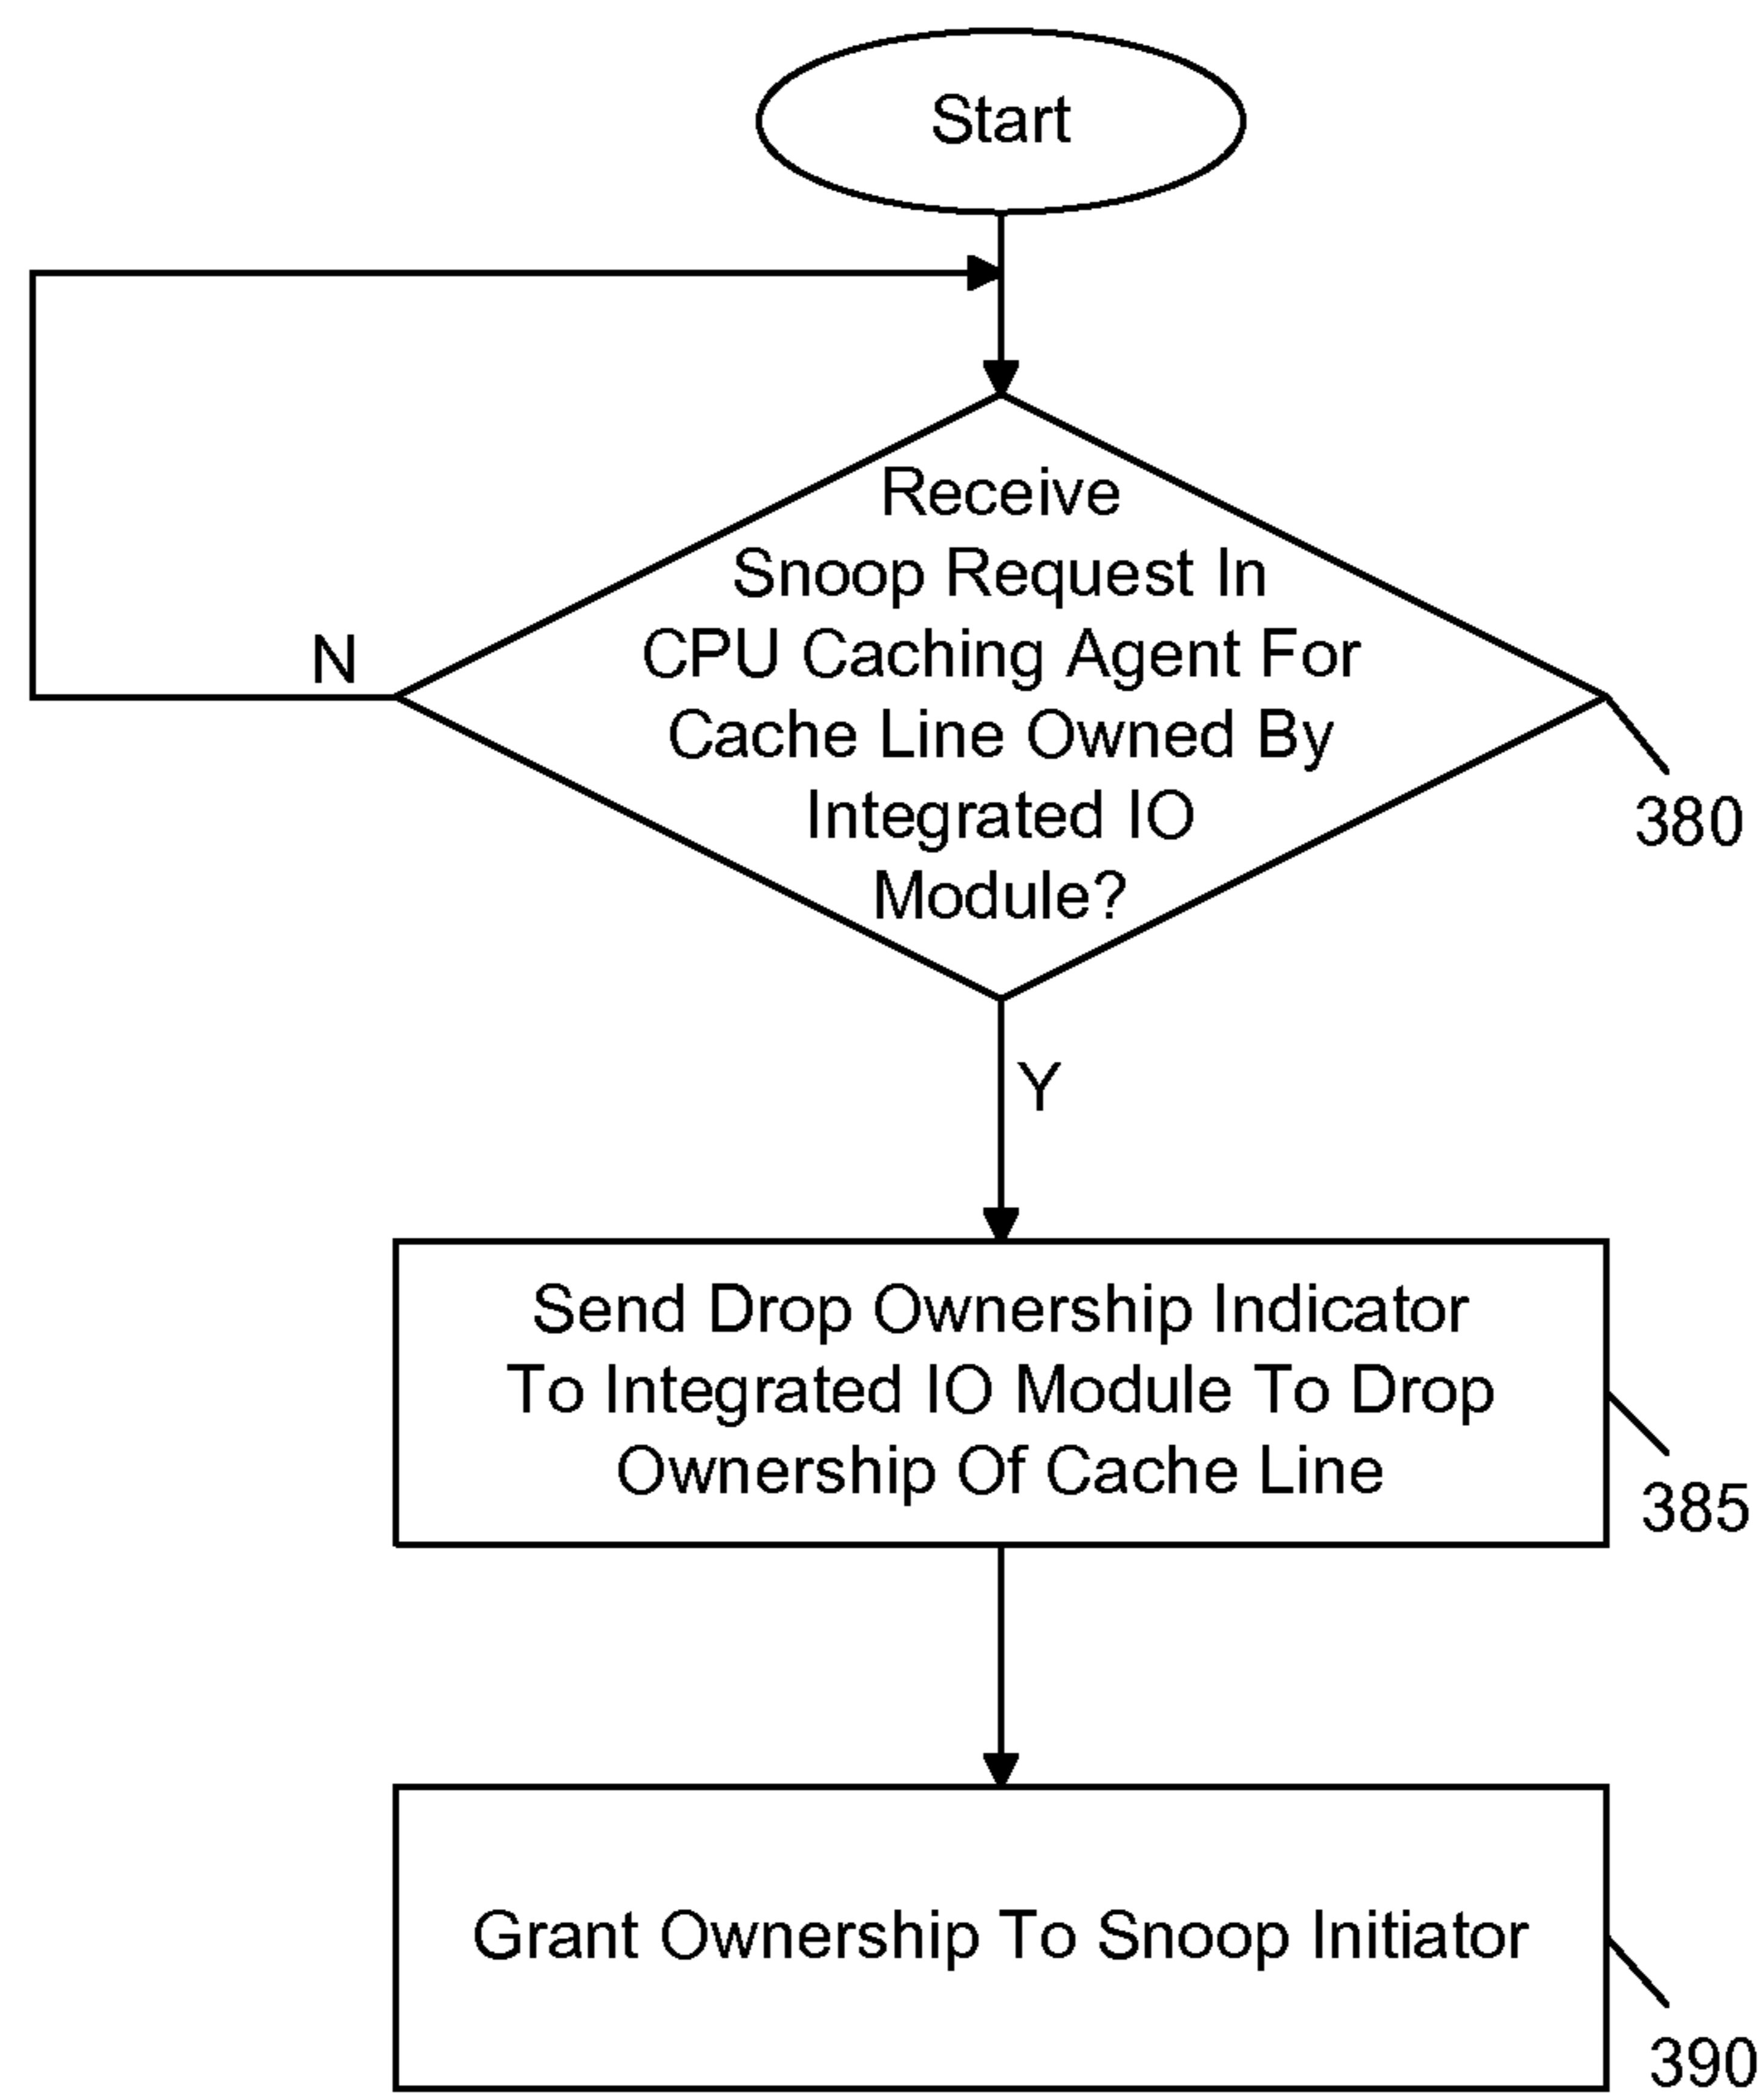 Start
Receive
Snoop Request In
CPU Caching Agent For
Cache Line Owned By
Integrated IO
Module?
N
380
Y
Send Drop Ownership Indicator
To Integrated IO Module To Drop
Ownership Of Cache Line
385
Grant Ownership To Snoop Initiator
390